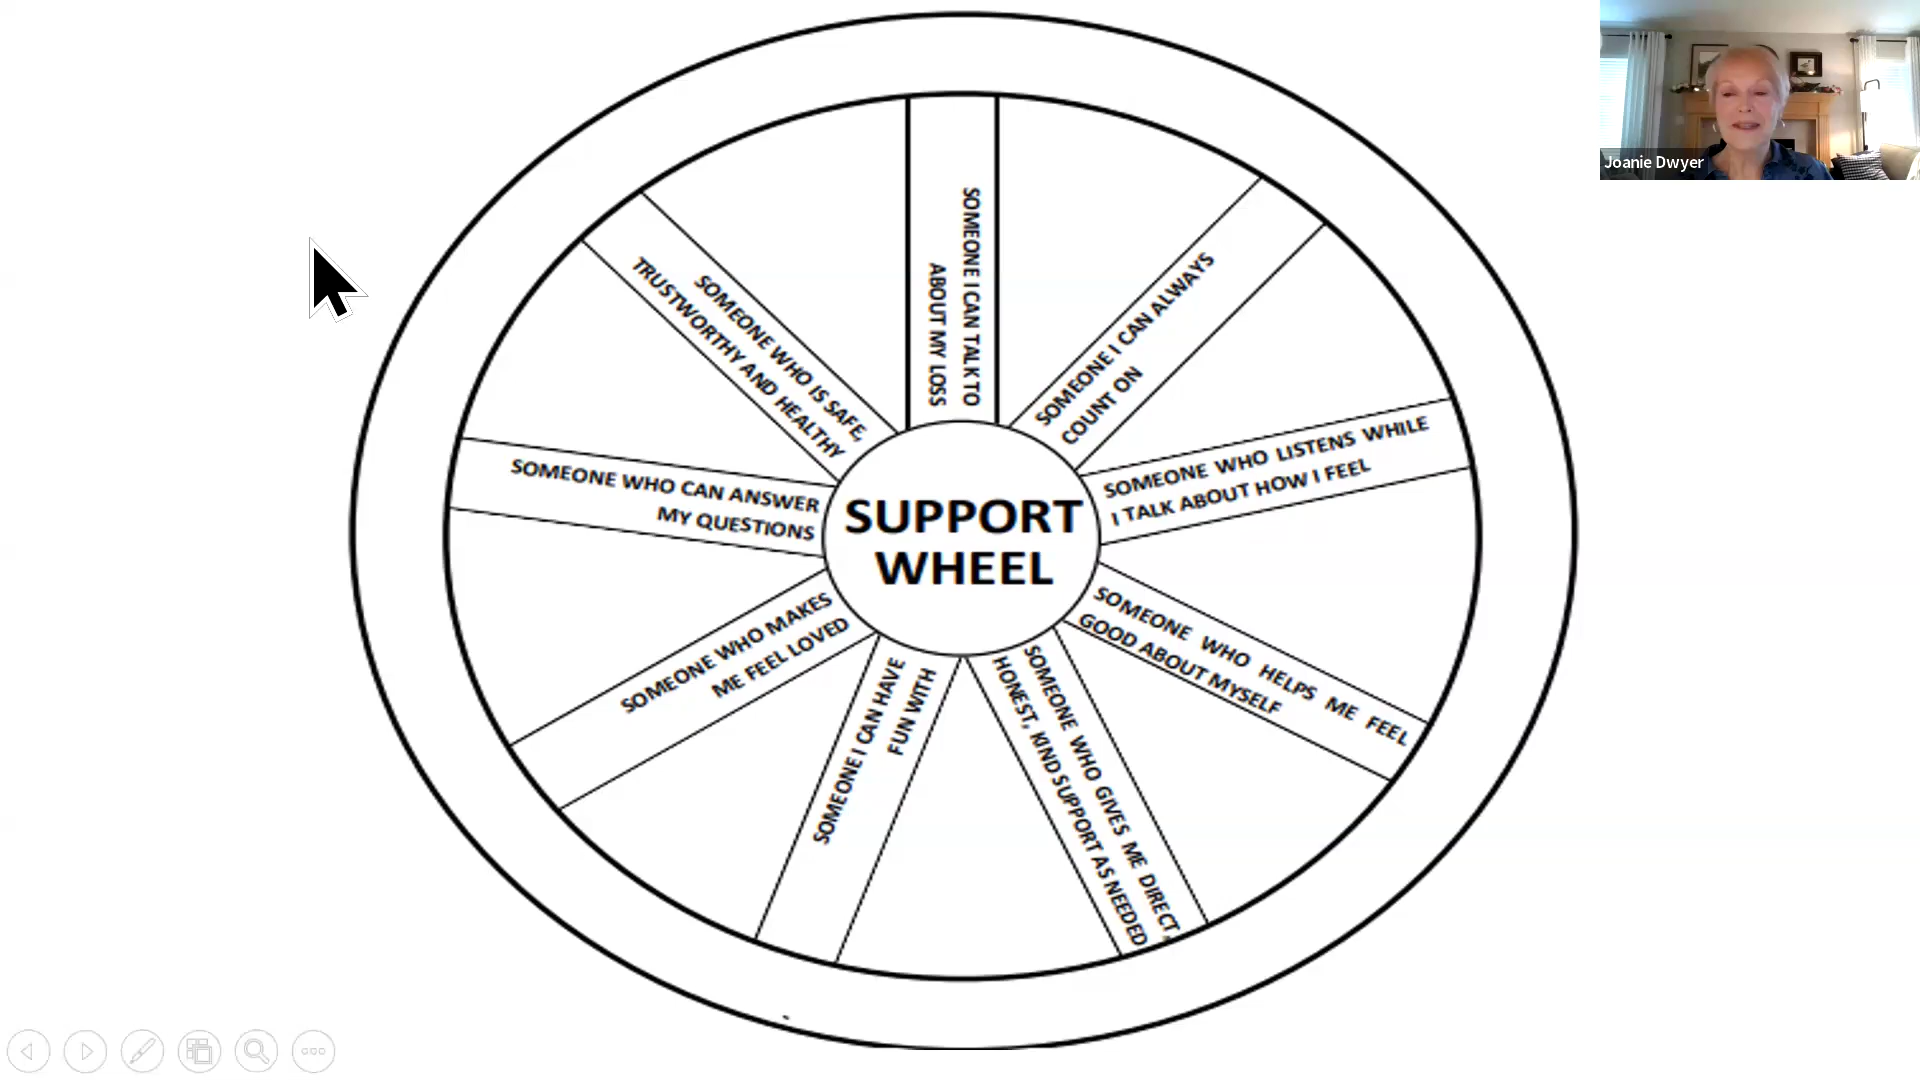 SUPPORT
WHEEL
SOMEONE I CAN TALK TO
ABOUT MY LOSS
SOMEONE I CAN ALWAYS
COUNT ON
SOMEONE WHO LISTENS WHILE
I TALK ABOUT HOW I FEEL
SOMEONE WHO HELPS ME FEEL
GOOD ABOUT MYSELF
SOMEONE WHO GIVES ME DIRECT,
HONEST, KIND SUPPORT AS NEEDED
SOMEONE I CAN HAVE
FUN WITH
SOMEONE WHO MAKES
ME FEEL LOVED
SOMEONE WHO CAN ANSWER
MY QUESTIONS
SOMEONE WHO IS SAFE,
TRUSTWORTHY AND HEALTHY
Joanie Dwyer